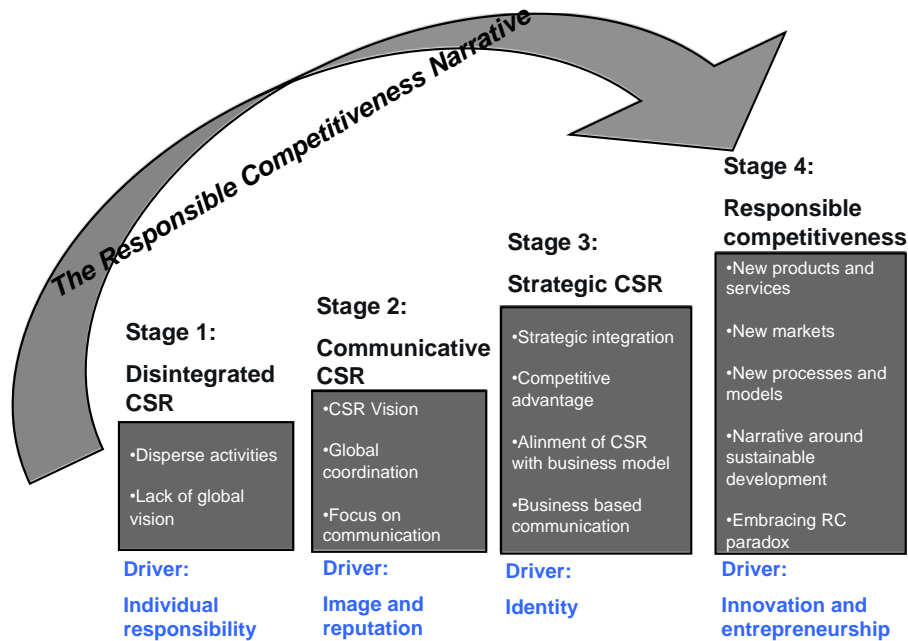 The Responsible Competitiveness Narrative
Stage 1:
Disintegrated
CSR
•Disperse activities
•Lack of global
vision
Driver:
Individual
responsibility
Stage 2:
Communicative
CSR
•CSR Vision
•Global
coordination
•Focus on
communication
Driver:
Image and
reputation
Stage 3:
Strategic CSR
•Strategic integration
•Competitive
advantage
•Alinment of CSR
with business model
•Business based
communication
Driver:
Identity
Stage 4:
Responsible
competitiveness
•New products and
services
•New markets
•New processes and
models
•Narrative around
sustainable
development
•Embracing RC
paradox
Driver:
Innovation and
entrepreneurship